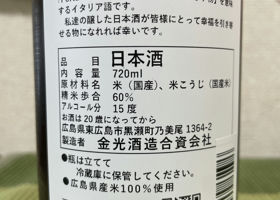 するイタリア語です。
私達の醸した日本酒が皆様にとって幸福を引き寄
せる物になれば幸いです。
品目 日本酒
内容量 720ml
原材料名 米（国産）、米こうじ（国産米）
精米歩合 60%
アルコール分 15度
お酒は20歳になってから
広島県東広島市黒瀬町乃美尾1364-2
製造者 金光酒造合資会社
●瓶は立てて
冷蔵庫に保管してください。
●広島県産米100%使用